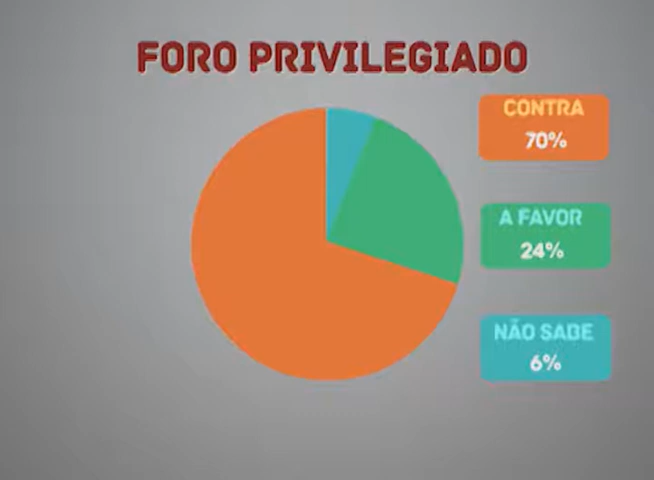 FORO PRIVILEGIADO
CONTRA
70%
A FAVOR
24%
NÃO SABE
6%